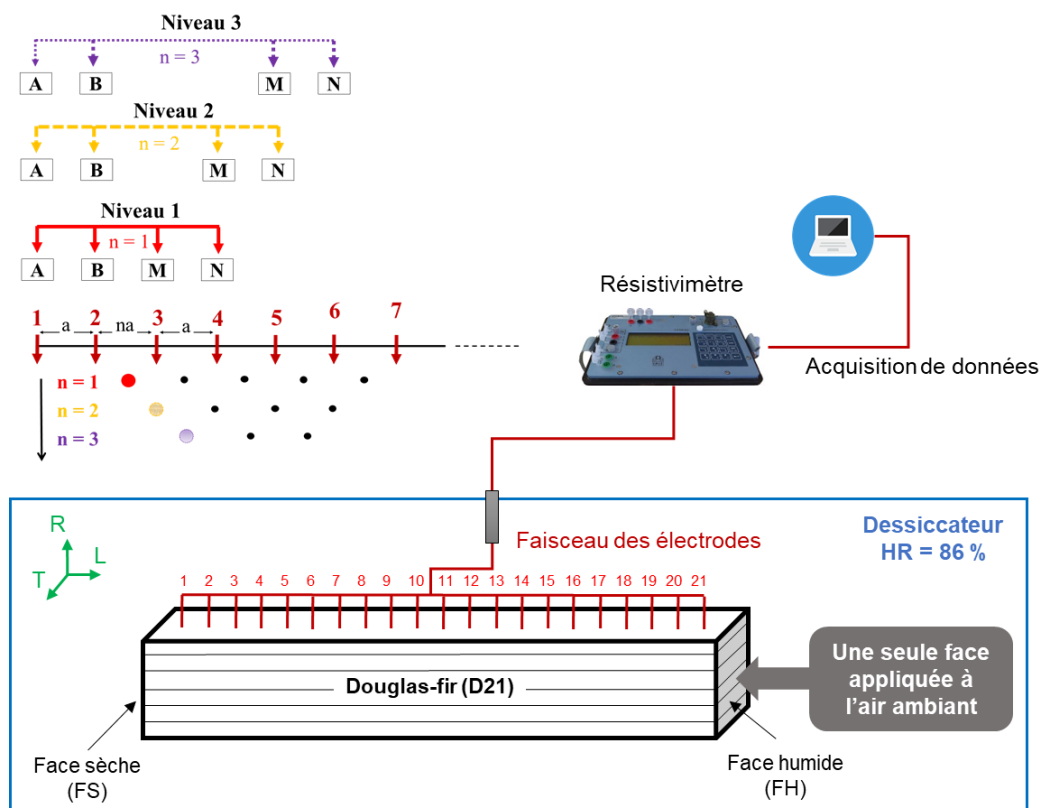 Niveau 3
n = 3
A B M N
Niveau 2
n = 2
A B M N
Niveau 1
n = 1
A B M N
1 2 3 4 5 6 7
a na a
n = 1
n = 2
n = 3
Résistivimètre
Acquisition de données
Dessiccateur
HR = 86 %
R
L
T
Faisceau des électrodes
1 2 3 4 5 6 7 8 9 10 11 12 13 14 15 16 17 18 19 20 21
Douglas-fir (D21)
Une seule face
appliquée à
l’air ambiant
Face sèche
(FS)
Face humide
(FH)